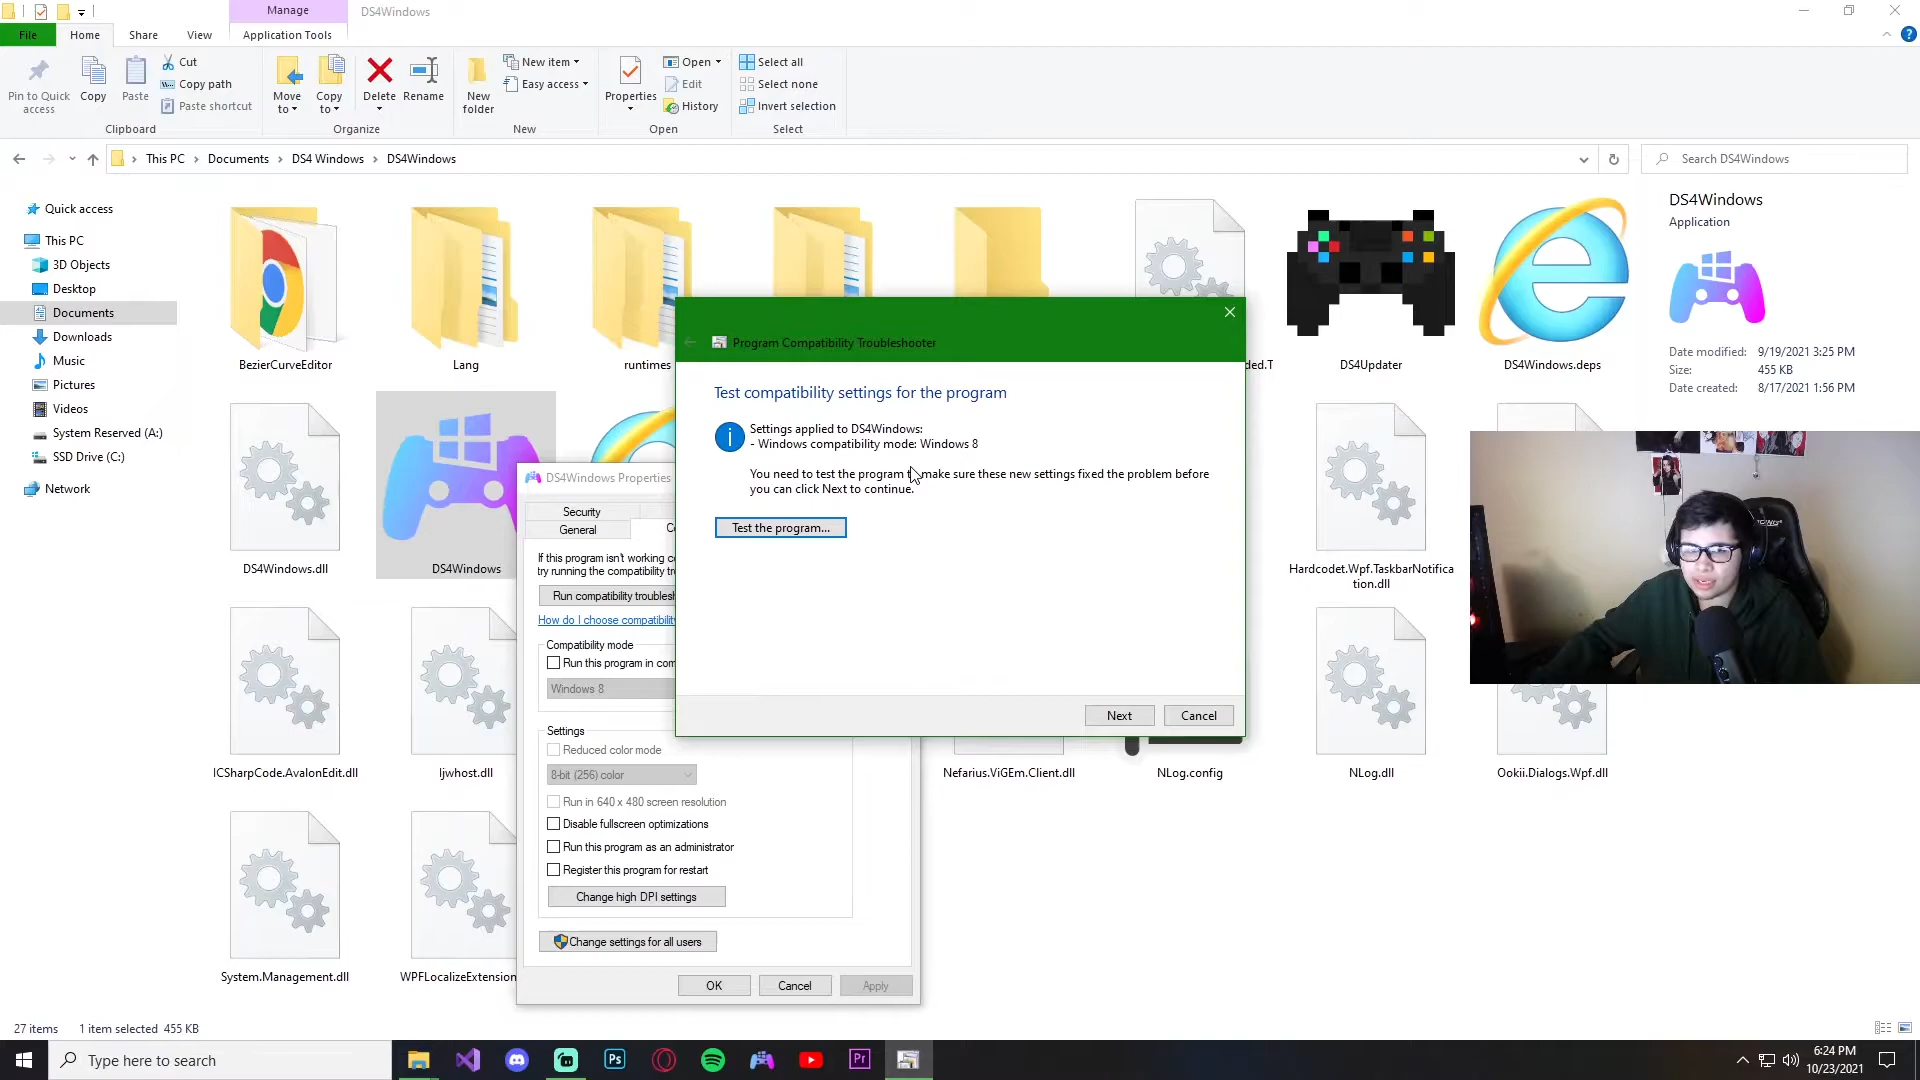 Manage
DS4Windows
File
Home
Share
View
Application Tools
Pin to Quick access
Copy
Paste
Cut
Copy path
Paste shortcut
Move to
Copy to
Delete
Rename
New folder
New item
Easy access
Properties
Open
Edit
History
Select all
Select none
Invert selection
Clipboard
Organize
New
Open
Select
This PC
Documents
DS4 Windows
DS4Windows
Search DS4Windows
Quick access
This PC
3D Objects
Desktop
Documents
Downloads
Music
Pictures
Videos
System Reserved (A:)
SSD Drive (C:)
Network
BezierCurveEditor
Lang
runtimes
ded.T
DS4Updater
DS4Windows.deps
DS4Windows
Application
Date modified: 9/19/2021 3:25 PM
Size: 455 KB
Date created: 8/17/2021 1:56 PM
DS4Windows.dll
DS4Windows
Hardcodet.Wpf.TaskbarNotifica
tion.dll
ICSharpCode.AvalonEdit.dll
ljwhost.dll
Nefarius.ViGEm.Client.dll
NLog.config
NLog.dll
Ookii.Dialogs.Wpf.dll
System.Management.dll
WPFLocalizeExtension
DS4Windows Properties
Security
General
Co
If this program isn't working co
try running the compatibility tro
Run compatibility troublesh
How do I choose compatibility
Compatibility mode
Run this program in com
Windows 8
Settings
Reduced color mode
8-bit (256) color
Run in 640 x 480 screen resolution
Disable fullscreen optimizations
Run this program as an administrator
Register this program for restart
Change high DPI settings
Change settings for all users
OK
Cancel
Apply
Program Compatibility Troubleshooter
Test compatibility settings for the program
Settings applied to DS4Windows:
- Windows compatibility mode: Windows 8
You need to test the program to make sure these new settings fixed the problem before
you can click Next to continue.
Test the program...
Next
Cancel
27 items
1 item selected 455 KB
Type here to search
Ps
Pr
6:24 PM
10/23/2021